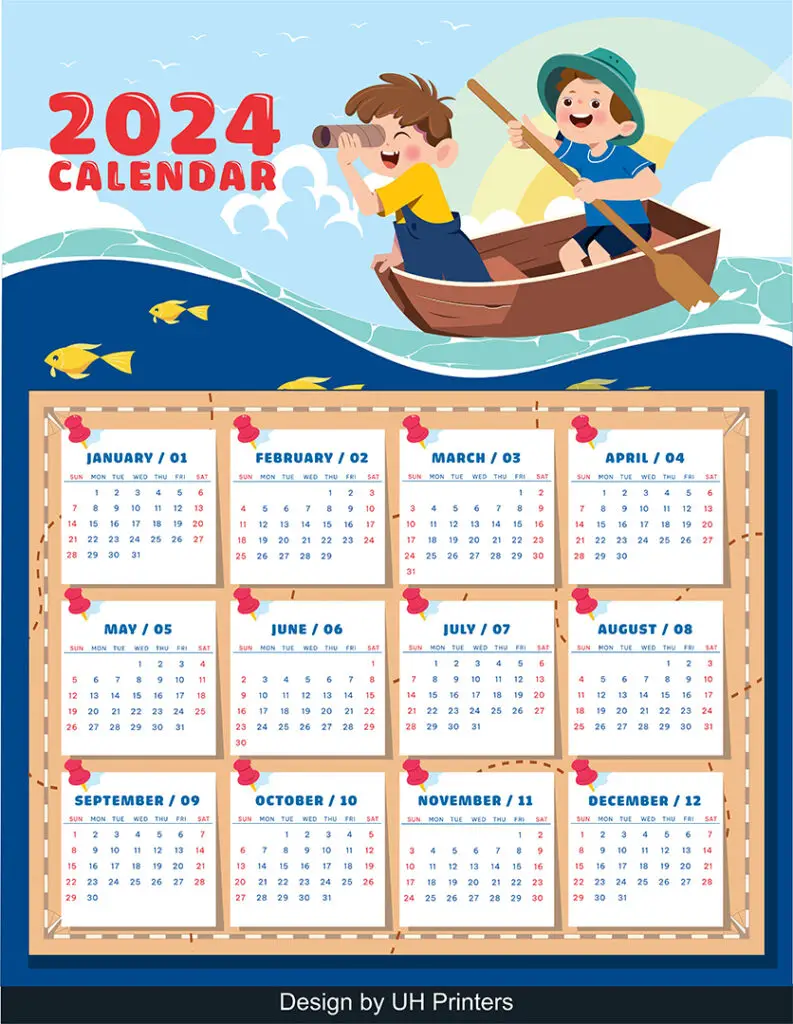 2024
CALENDAR
JANUARY / 01
SUN MON TUE WED THU FRI SAT
1 2 3 4 5 6
7 8 9 10 11 12 13
14 15 16 17 18 19 20
21 22 23 24 25 26 27
28 29 30 31
FEBRUARY / 02
SUN MON TUE WED THU FRI SAT
1 2 3
4 5 6 7 8 9 10
11 12 13 14 15 16 17
18 19 20 21 22 23 24
25 26 27 28 29
MARCH / 03
SUN MON TUE WED THU FRI SAT
1 2
3 4 5 6 7 8 9
10 11 12 13 14 15 16
17 18 19 20 21 22 23
24 25 26 27 28 29 30
31
APRIL / 04
SUN MON TUE WED THU FRI SAT
1 2 3 4 5 6
7 8 9 10 11 12 13
14 15 16 17 18 19 20
21 22 23 24 25 26 27
28 29 30
MAY / 05
SUN MON TUE WED THU FRI SAT
1 2 3 4
5 6 7 8 9 10 11
12 13 14 15 16 17 18
19 20 21 22 23 24 25
26 27 28 29 30 31
JUNE / 06
SUN MON TUE WED THU FRI SAT
1
2 3 4 5 6 7 8
9 10 11 12 13 14 15
16 17 18 19 20 21 22
23 24 25 26 27 28 29
30
JULY / 07
SUN MON TUE WED THU FRI SAT
1 2 3 4 5 6
7 8 9 10 11 12 13
14 15 16 17 18 19 20
21 22 23 24 25 26 27
28 29 30 31
AUGUST / 08
SUN MON TUE WED THU FRI SAT
1 2 3
4 5 6 7 8 9 10
11 12 13 14 15 16 17
18 19 20 21 22 23 24
25 26 27 28 29 30 31
SEPTEMBER / 09
SUN MON TUE WED THU FRI SAT
1 2 3 4 5 6 7
8 9 10 11 12 13 14
15 16 17 18 19 20 21
22 23 24 25 26 27 28
29 30
OCTOBER / 10
SUN MON TUE WED THU FRI SAT
1 2 3 4 5
6 7 8 9 10 11 12
13 14 15 16 17 18 19
20 21 22 23 24 25 26
27 28 29 30 31
NOVEMBER / 11
SUN MON TUE WED THU FRI SAT
1 2
3 4 5 6 7 8 9
10 11 12 13 14 15 16
17 18 19 20 21 22 23
24 25 26 27 28 29 30
DECEMBER / 12
SUN MON TUE WED THU FRI SAT
1 2 3 4 5 6 7
8 9 10 11 12 13 14
15 16 17 18 19 20 21
22 23 24 25 26 27 28
29 30 31
Design by UH Printers